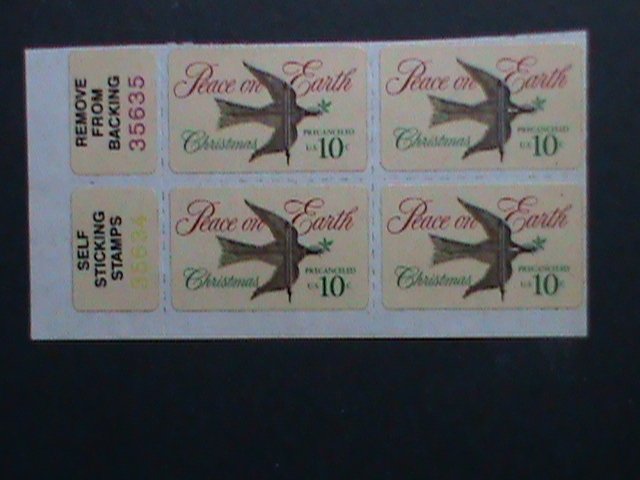 REMOVE
FROM
BACKING
35635
Peace on Earth
Christmas
PRECANCELED
U.S. 10c
Peace on Earth
Christmas
PRECANCELED
U.S. 10c
SELF
STICKING
STAMPS
35634
Peace on Earth
Christmas
PRECANCELED
U.S. 10c
Peace on Earth
Christmas
PRECANCELED
U.S. 10c